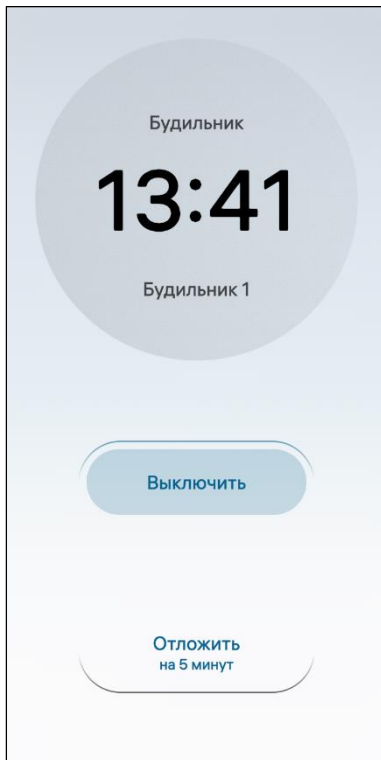 Будильник
13:41
Будильник 1
Выключить
Отложить
на 5 минут